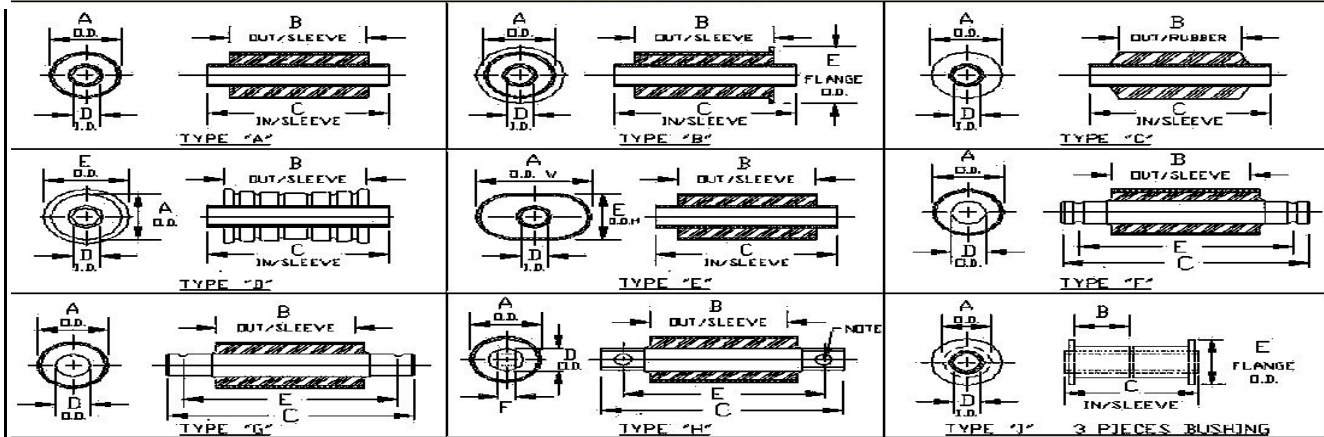 A
O.D.
B
OUT/SLEEVE
D
I.D.
C
IN/SLEEVE
TYPE "A"
A
O.D.
B
OUT/SLEEVE
E
FLANGE
O.D.
D
I.D.
C
IN/SLEEVE
TYPE "B"
A
O.D.
B
OUT/RUBBER
D
I.D.
C
IN/SLEEVE
TYPE "C"
E
O.D.
B
OUT/SLEEVE
A
O.D.
D
I.D.
C
IN/SLEEVE
TYPE "D"
A
O.D. W
B
OUT/SLEEVE
E
O.D.H
D
I.D.
C
IN/SLEEVE
TYPE "E"
A
O.D.
B
OUT/SLEEVE
D
O.D.
E
C
TYPE "F"
A
O.D.
B
OUT/SLEEVE
D
O.D.
E
C
TYPE "G"
A
O.D.
B
OUT/SLEEVE
NOTE
D
O.D.
F
E
C
TYPE "H"
A
O.D.
B
E
FLANGE
O.D.
D
I.D.
C
IN/SLEEVE
TYPE "J" 3 PIECES BUSHING